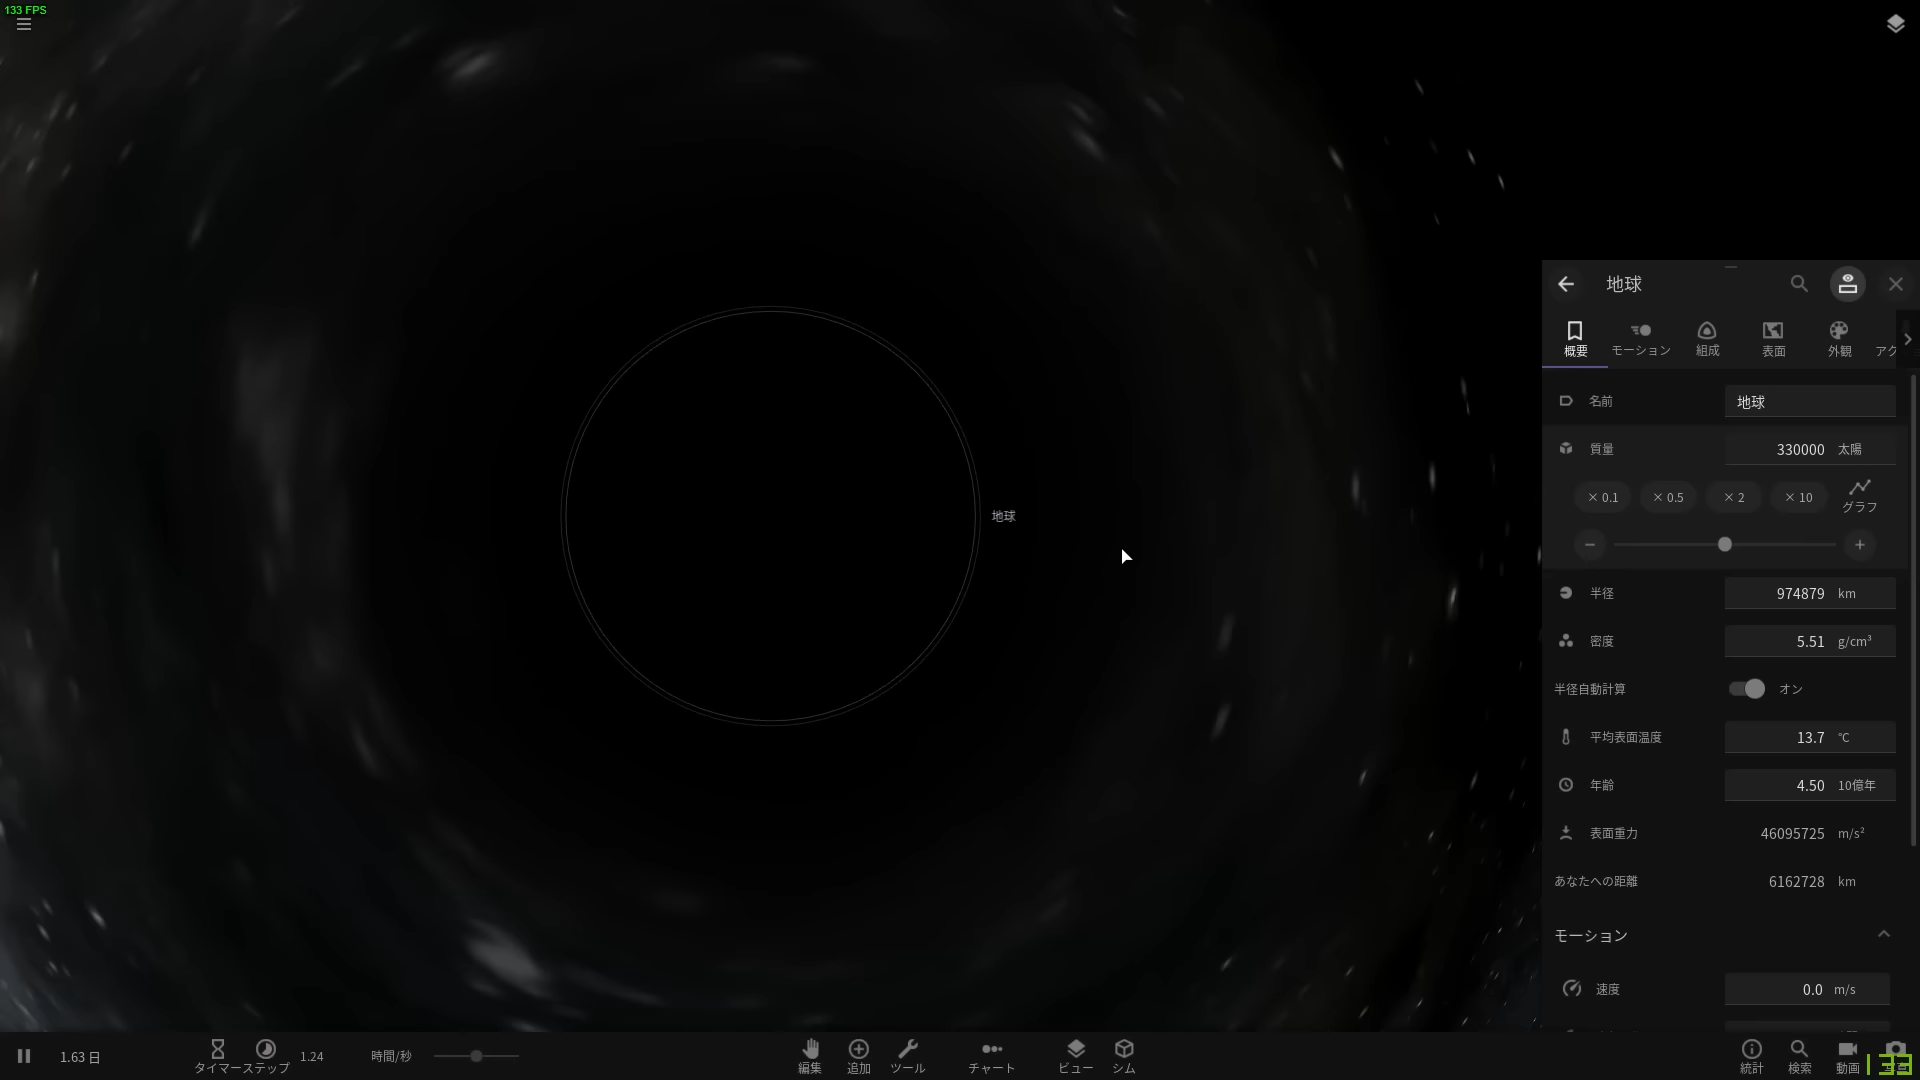 133 FPS
地球
地球
概要
モーション
組成
表面
外観
アク
名前
地球
質量
330000 太陽
× 0.1
× 0.5
× 2
× 10
グラフ
半径
974879 km
密度
5.51 g/cm³
半径自動計算
オン
平均表面温度
13.7 °C
年齢
4.50 10億年
表面重力
46095725 m/s²
あなたへの距離
6162728 km
モーション
速度
0.0 m/s
1.63 日
タイマーステップ
1.24
時間/秒
編集
追加
ツール
チャート
ビュー
シム
統計
検索
動画
133